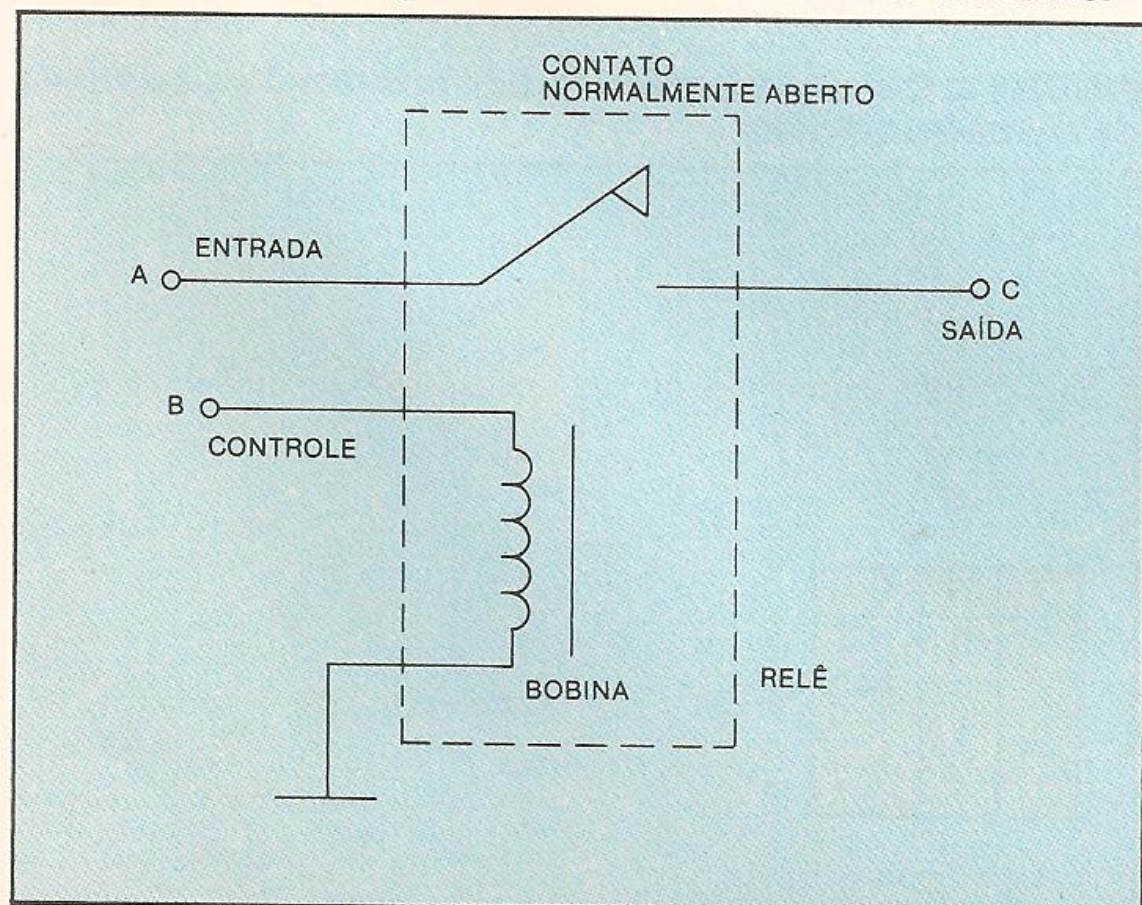 CONTATO
NORMALMENTE ABERTO
ENTRADA
A
C
SAÍDA
B
CONTROLE
BOBINA
RELÊ